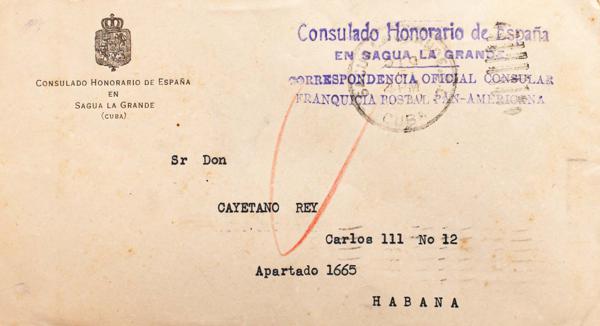 CONSULADO HONORARIO DE ESPAÑA
EN
SAGUA LA GRANDE
(CUBA)
Consulado Honorario de España
EN SAGUA LA GRANDE
CORRESPONDENCIA OFICIAL CONSULAR
FRANQUICIA POSTAL PAN-AMERICANA
CUBA
Sr Don
CAYETANO REY
Carlos 111 No 12
Apartado 1665
HABANA